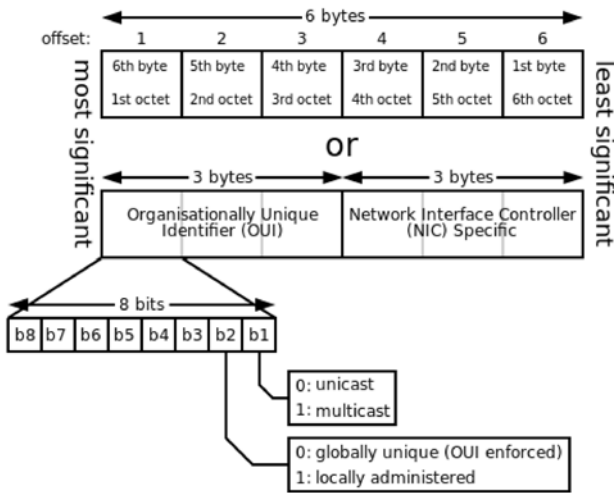 6 bytes
offset: 1 2 3 4 5 6
most significant
6th byte 5th byte 4th byte 3rd byte 2nd byte 1st byte
1st octet 2nd octet 3rd octet 4th octet 5th octet 6th octet
least significant
or
3 bytes 3 bytes
Organisationally Unique
Identifier (OUI)
Network Interface Controller
(NIC) Specific
8 bits
b8 b7 b6 b5 b4 b3 b2 b1
0: unicast
1: multicast
0: globally unique (OUI enforced)
1: locally administered